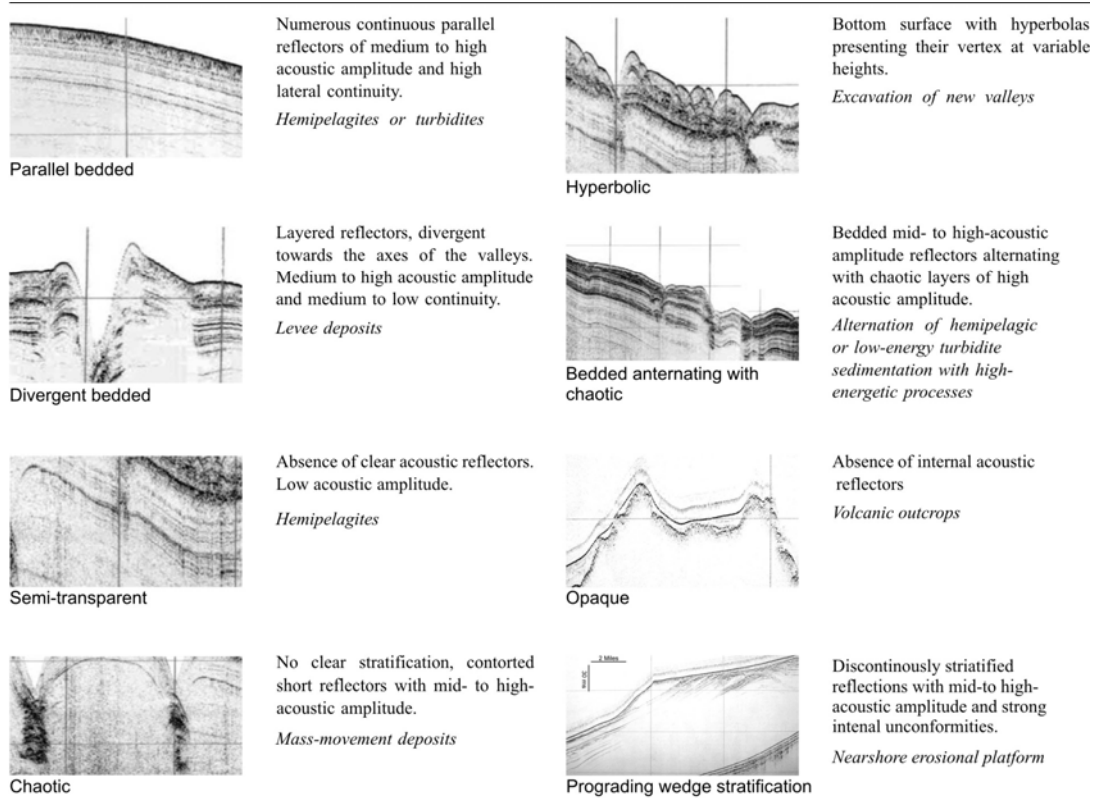 Numerous continuous parallel
reflectors of medium to high
acoustic amplitude and high
lateral continuity.
Hemipelagites or turbidites
Parallel bedded
Bottom surface with hyperbolas
presenting their vertex at variable
heights.
Excavation of new valleys
Hyperbolic
Layered reflectors, divergent
towards the axes of the valleys.
Medium to high acoustic amplitude
and medium to low continuity.
Levee deposits
Divergent bedded
Bedded mid- to high-acoustic
amplitude reflectors alternating
with chaotic layers of high
acoustic amplitude.
Alternation of hemipelagic
or low-energy turbidite
sedimentation with high-
energetic processes
Bedded anternating with
chaotic
Absence of clear acoustic reflectors.
Low acoustic amplitude.
Hemipelagites
Semi-transparent
Absence of internal acoustic
reflectors
Volcanic outcrops
Opaque
No clear stratification, contorted
short reflectors with mid- to high-
acoustic amplitude.
Mass-movement deposits
Chaotic
2 Miles
30 ms
Discontinously striatified
reflections with mid-to high-
acoustic amplitude and strong
intenal unconformities.
Nearshore erosional platform
Prograding wedge stratification